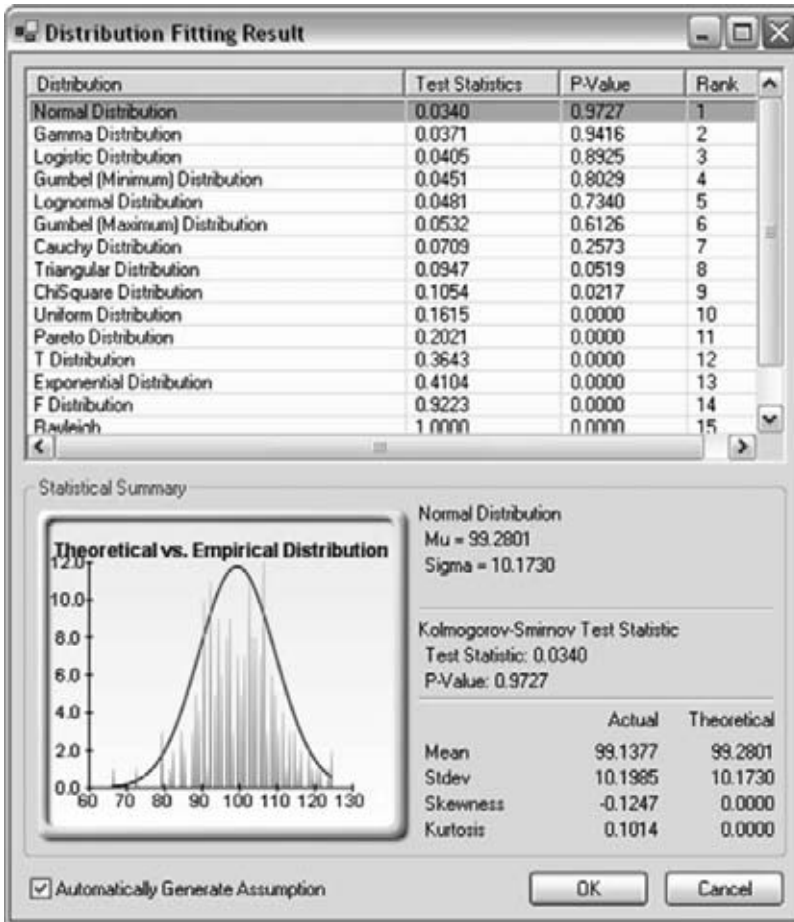 Distribution Fitting Result
Distribution Test Statistics P-Value Rank
Normal Distribution 0.0340 0.9727 1
Gamma Distribution 0.0371 0.9416 2
Logistic Distribution 0.0405 0.8925 3
Gumbel (Minimum) Distribution 0.0451 0.8029 4
Lognormal Distribution 0.0481 0.7340 5
Gumbel (Maximum) Distribution 0.0532 0.6126 6
Cauchy Distribution 0.0709 0.2573 7
Triangular Distribution 0.0947 0.0519 8
ChiSquare Distribution 0.1054 0.0217 9
Uniform Distribution 0.1615 0.0000 10
Pareto Distribution 0.2021 0.0000 11
T Distribution 0.3643 0.0000 12
Exponential Distribution 0.4104 0.0000 13
F Distribution 0.9223 0.0000 14
Rayleigh 1.0000 0.0000 15
Statistical Summary
Theoretical vs. Empirical Distribution
12.0
10.0
8.0
6.0
4.0
2.0
0.0
60 70 80 90 100 110 120 130
Normal Distribution
Mu = 99.2801
Sigma = 10.1730
Kolmogorov-Smirnov Test Statistic
Test Statistic: 0.0340
P-Value: 0.9727
Actual Theoretical
Mean 99.1377 99.2801
Stdev 10.1985 10.1730
Skewness -0.1247 0.0000
Kurtosis 0.1014 0.0000
Automatically Generate Assumption
OK
Cancel